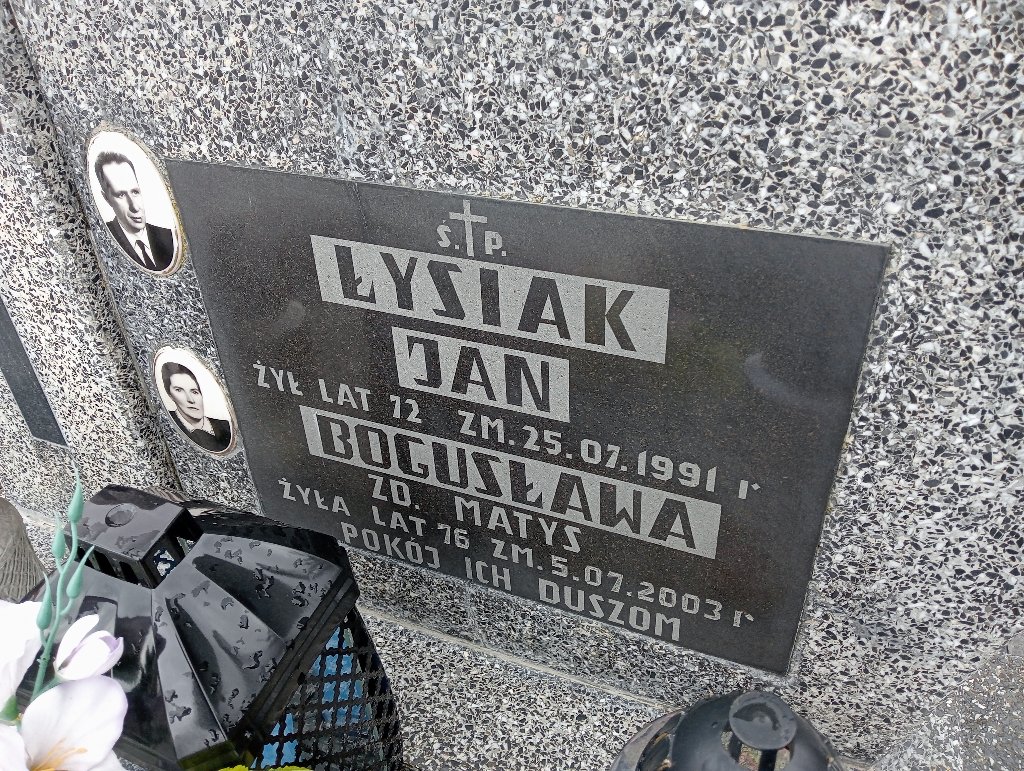 Ś. P.
ŁYSIAK
JAN
ŻYŁ LAT 72 ZM. 25.07.1991 r
BOGUSŁAWA
ZD. MATYS
ŻYŁA LAT 76 ZM. 5.07.2003 r
POKÓJ ICH DUSZOM